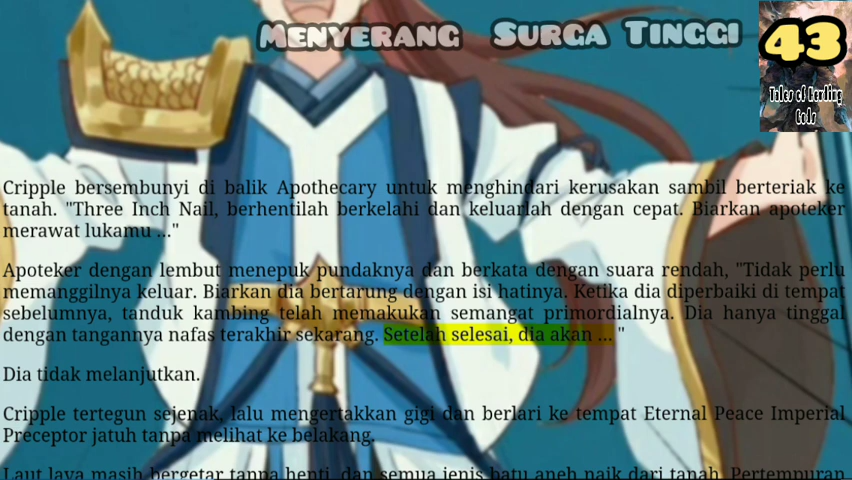 Menyerang Surga Tinggi
43
Tales of Herding
Gods
Cripple bersembunyi di balik Apothecary untuk menghindari kerusakan sambil berteriak ke
tanah. "Three Inch Nail, berhentilah berkelahi dan keluarlah dengan cepat. Biarkan apoteker
merawat lukamu ..."
Apoteker dengan lembut menepuk pundaknya dan berkata dengan suara rendah, "Tidak perlu
memanggilnya keluar. Biarkan dia bertarung dengan isi hatinya. Ketika dia diperbaiki di tempat
sebelumnya, tanduk kambing telah memakukan semangat primordialnya. Dia hanya tinggal
dengan tangannya nafas terakhir sekarang. Setelah selesai, dia akan ... "
Dia tidak melanjutkan.
Cripple tertegun sejenak, lalu mengertakkan gigi dan berlari ke tempat Eternal Peace Imperial
Preceptor jatuh tanpa melihat ke belakang.
Laut lava masih bergetar tanpa henti, dan semua jenis batu aneh naik dari tanah. Pertempuran